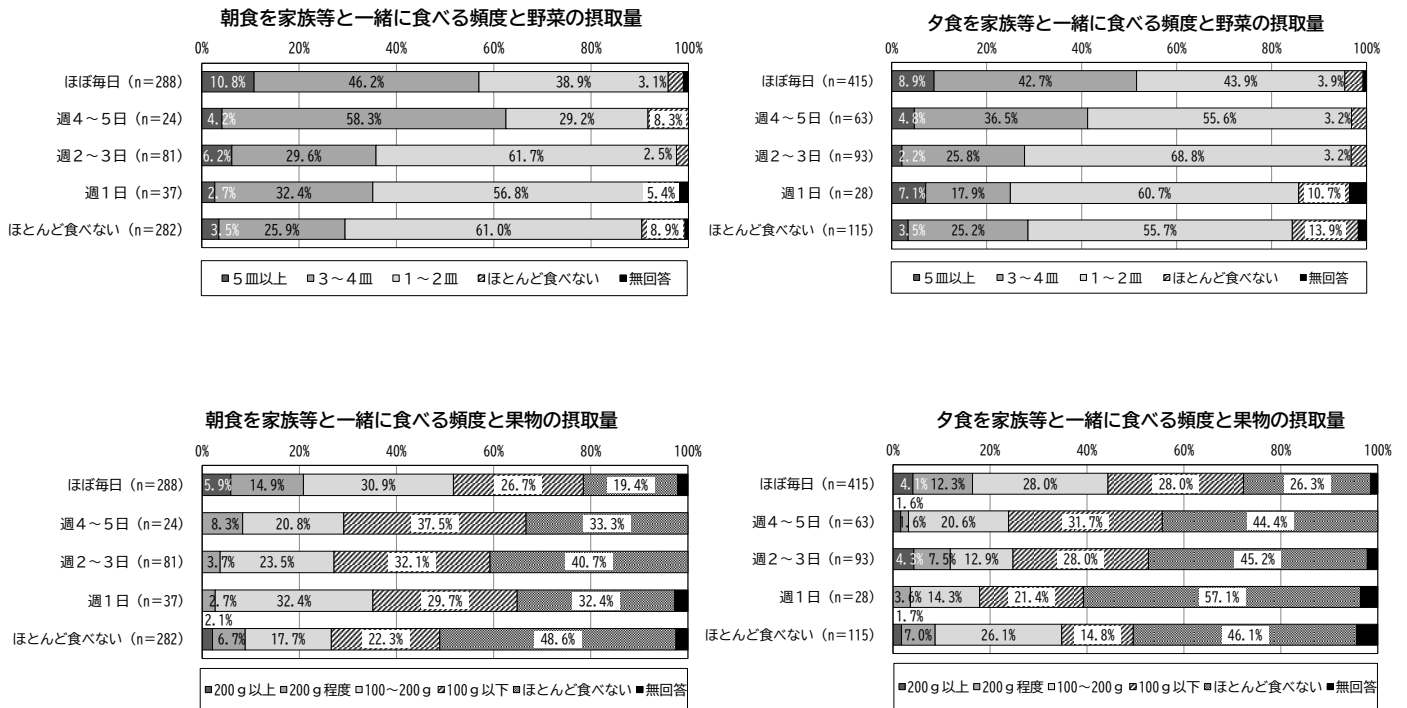 朝食を家族等と一緒に食べる頻度と野菜の摂取量
0% 20% 40% 60% 80% 100%
ほぼ毎日（n＝288） 10.8% 46.2% 38.9% 3.1%
週４～５日（n=24） 4.2% 58.3% 29.2% 8.3%
週２～３日（n=81） 6.2% 29.6% 61.7% 2.5%
週１日（n＝37） 2.7% 32.4% 56.8% 5.4%
ほとんど食べない（n＝282） 3.5% 25.9% 61.0% 8.9%
■５皿以上 ■３～４皿 □１～２皿 ほとんど食べない ■無回答
夕食を家族等と一緒に食べる頻度と野菜の摂取量
0% 20% 40% 60% 80% 100%
ほぼ毎日（n＝415） 8.9% 42.7% 43.9% 3.9%
週４～５日（n=63） 4.8% 36.5% 55.6% 3.2%
週２～３日（n=93） 2.2% 25.8% 68.8% 3.2%
週１日（n＝28） 7.1% 17.9% 60.7% 10.7%
ほとんど食べない（n＝115） 3.5% 25.2% 55.7% 13.9%
■５皿以上 ■３～４皿 □１～２皿 ほとんど食べない ■無回答
朝食を家族等と一緒に食べる頻度と果物の摂取量
0% 20% 40% 60% 80% 100%
ほぼ毎日（n＝288） 5.9% 14.9% 30.9% 26.7% 19.4%
週４～５日（n=24） 8.3% 20.8% 37.5% 33.3%
週２～３日（n=81） 3.7% 23.5% 32.1% 40.7%
週１日（n＝37） 2.7% 32.4% 29.7% 32.4%
2.1%
ほとんど食べない（n＝282） 6.7% 17.7% 22.3% 48.6%
■200ｇ以上 ■200ｇ程度 □100～200ｇ 100ｇ以下 ほとんど食べない ■無回答
夕食を家族等と一緒に食べる頻度と果物の摂取量
0% 20% 40% 60% 80% 100%
ほぼ毎日（n＝415） 4.1% 12.3% 28.0% 28.0% 26.3%
1.6%
週４～５日（n=63） 1.6% 20.6% 31.7% 44.4%
週２～３日（n=93） 4.3% 7.5% 12.9% 28.0% 45.2%
週１日（n＝28） 3.6% 14.3% 21.4% 57.1%
1.7%
ほとんど食べない（n＝115） 7.0% 26.1% 14.8% 46.1%
■200ｇ以上 ■200ｇ程度 □100～200ｇ 100ｇ以下 ほとんど食べない ■無回答